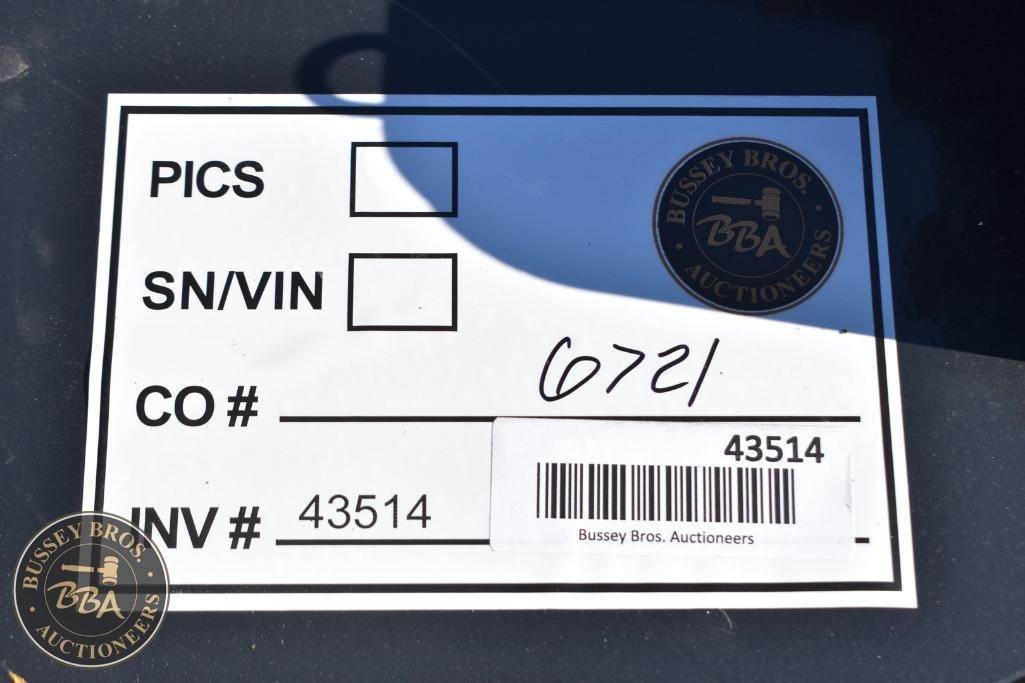 PICS
BUSSEY BROS.
BBA
AUCTIONEERS
SN/VIN
CO # 6721
43514
INV # 43514
Bussey Bros. Auctioneers
BUSSEY BROS.
BBA
AUCTIONEERS